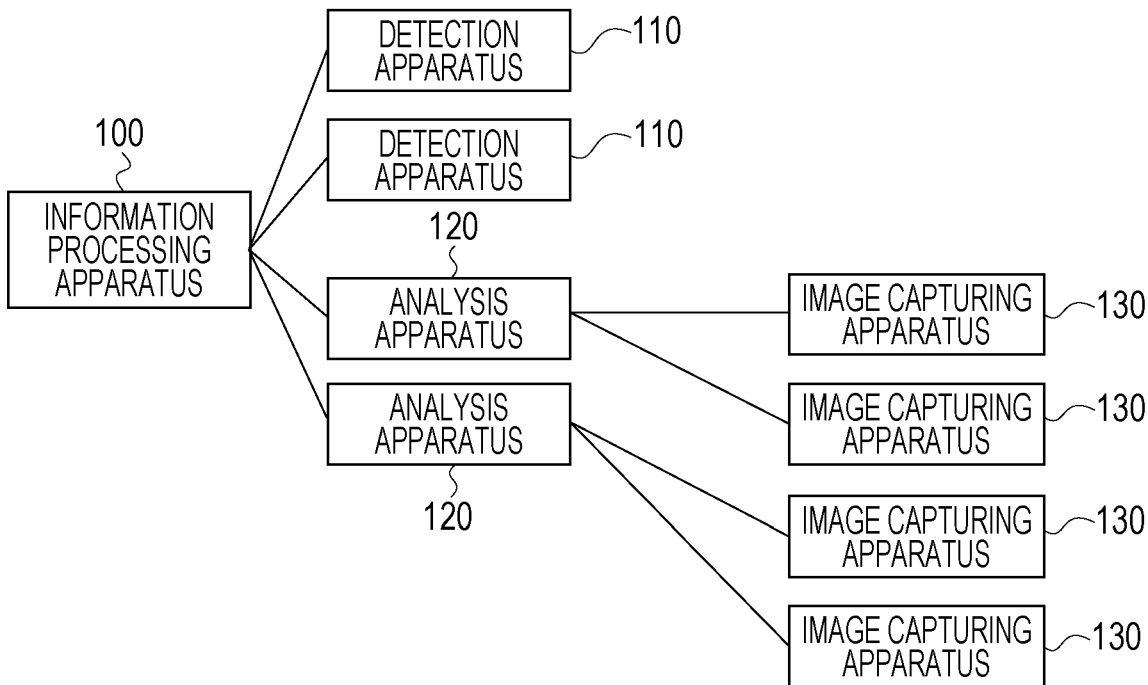 100
INFORMATION
PROCESSING
APPARATUS
DETECTION
APPARATUS
110
DETECTION
APPARATUS
110
120
ANALYSIS
APPARATUS
ANALYSIS
APPARATUS
120
IMAGE CAPTURING
APPARATUS
130
IMAGE CAPTURING
APPARATUS
130
IMAGE CAPTURING
APPARATUS
130
IMAGE CAPTURING
APPARATUS
130